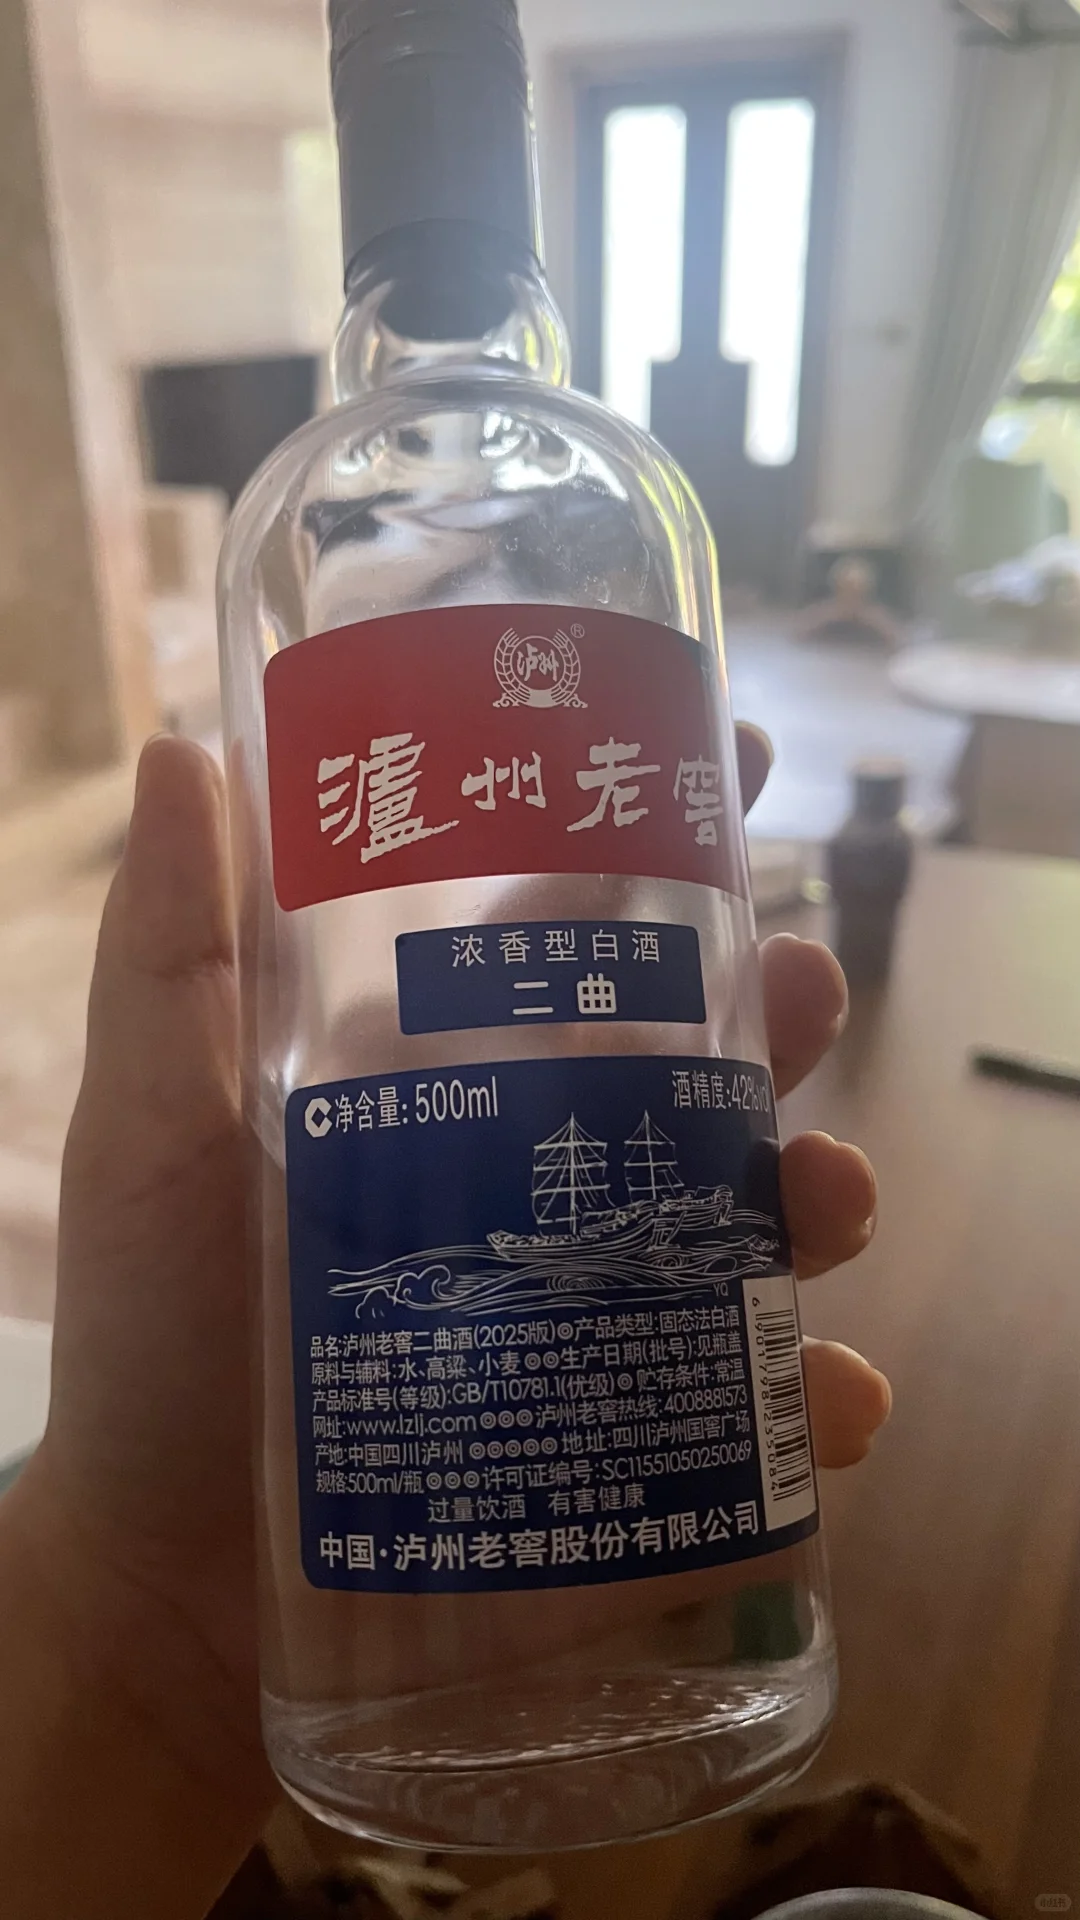 泸州
®
泸州老窖
浓香型白酒
二曲
净含量:500ml
酒精度:42%vol
YQ
品名:泸州老窖二曲酒(2025版)◎产品类型:固态法白酒
原料与辅料:水、高粱、小麦◎◎生产日期(批号):见瓶盖
产品标准号(等级):GB/T10781.1(优级)◎贮存条件:常温
网址:www.lzlj.com◎◎◎泸州老窖热线:4008881573
产地:中国四川泸州◎◎◎◎◎地址:四川泸州国窖广场
规格:500ml/瓶◎◎◎许可证编号:SC11551050250069
过量饮酒 有害健康
中国·泸州老窖股份有限公司
6901798235084
小红书